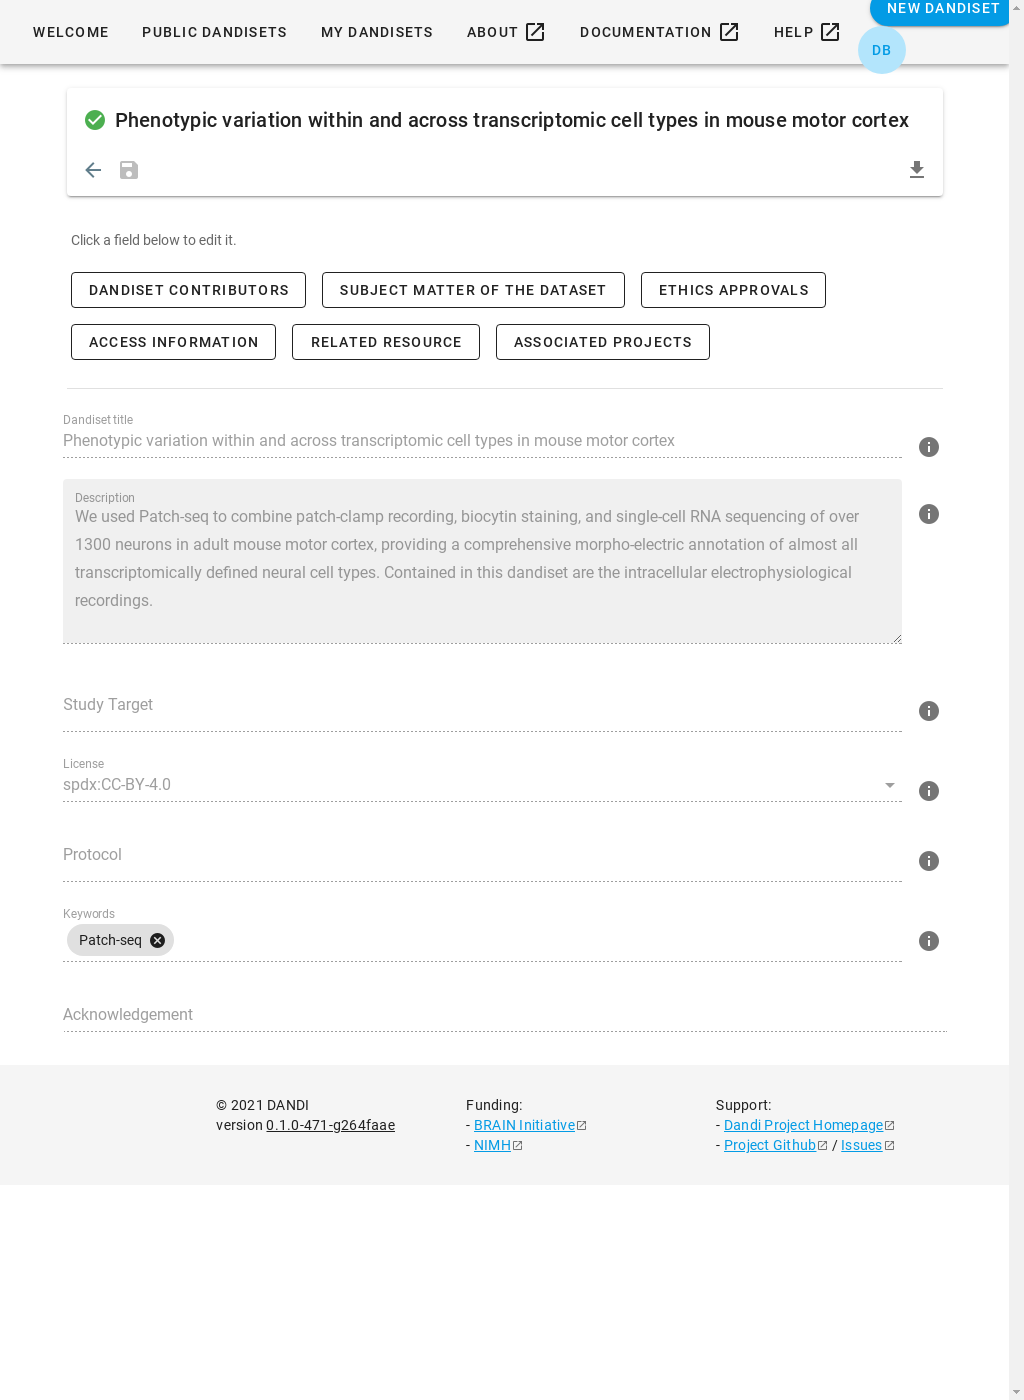 NEW DANDISET
WELCOME PUBLIC DANDISETS MY DANDISETS ABOUT DOCUMENTATION HELP
DB
Phenotypic variation within and across transcriptomic cell types in mouse motor cortex
Click a field below to edit it.
DANDISET CONTRIBUTORS SUBJECT MATTER OF THE DATASET ETHICS APPROVALS
ACCESS INFORMATION RELATED RESOURCE ASSOCIATED PROJECTS
Dandiset title
Phenotypic variation within and across transcriptomic cell types in mouse motor cortex
Description
We used Patch-seq to combine patch-clamp recording, biocytin staining, and single-cell RNA sequencing of over
1300 neurons in adult mouse motor cortex, providing a comprehensive morpho-electric annotation of almost all
transcriptomically defined neural cell types. Contained in this dandiset are the intracellular electrophysiological
recordings.
Study Target
License
spdx:CC-BY-4.0
Protocol
Keywords
Patch-seq
Acknowledgement
© 2021 DANDI
version 0.1.0-471-g264faae
Funding:
- BRAIN Initiative
- NIMH
Support:
- Dandi Project Homepage
- Project Github / Issues